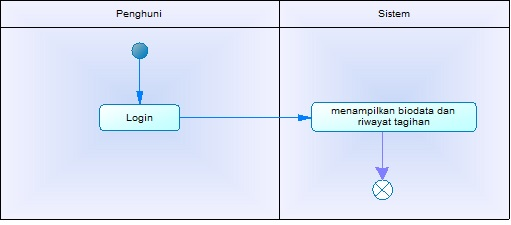 Penghuni
Sistem
Login
menampilkan biodata dan
riwayat tagihan